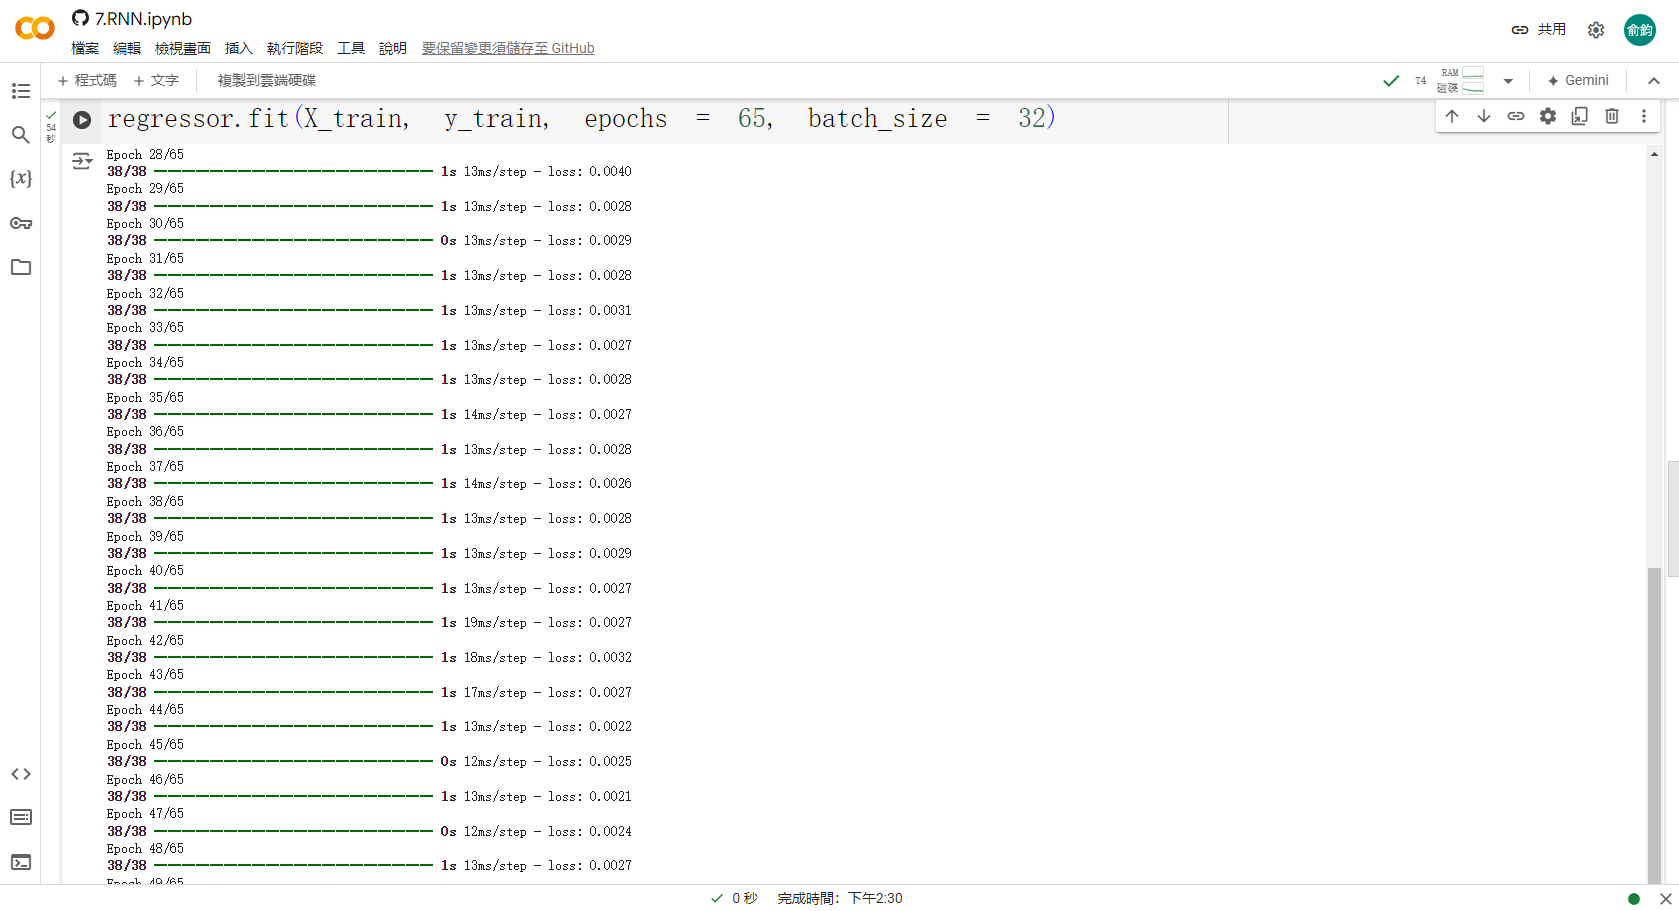 7.RNN.ipynb
檔案 編輯 檢視畫面 插入 執行階段 工具 說明 要保留變更須儲存至 GitHub
共用
俞鈞
+ 程式碼 + 文字 複製到雲端硬碟
T4 RAM 磁碟 Gemini
54 秒
regressor.fit(X_train, y_train, epochs = 65, batch_size = 32)
Epoch 28/65
38/38 1s 13ms/step - loss: 0.0040
Epoch 29/65
38/38 1s 13ms/step - loss: 0.0028
Epoch 30/65
38/38 0s 13ms/step - loss: 0.0029
Epoch 31/65
38/38 1s 13ms/step - loss: 0.0028
Epoch 32/65
38/38 1s 13ms/step - loss: 0.0031
Epoch 33/65
38/38 1s 13ms/step - loss: 0.0027
Epoch 34/65
38/38 1s 13ms/step - loss: 0.0028
Epoch 35/65
38/38 1s 14ms/step - loss: 0.0027
Epoch 36/65
38/38 1s 13ms/step - loss: 0.0028
Epoch 37/65
38/38 1s 14ms/step - loss: 0.0026
Epoch 38/65
38/38 1s 13ms/step - loss: 0.0028
Epoch 39/65
38/38 1s 13ms/step - loss: 0.0029
Epoch 40/65
38/38 1s 13ms/step - loss: 0.0027
Epoch 41/65
38/38 1s 19ms/step - loss: 0.0027
Epoch 42/65
38/38 1s 18ms/step - loss: 0.0032
Epoch 43/65
38/38 1s 17ms/step - loss: 0.0027
Epoch 44/65
38/38 1s 13ms/step - loss: 0.0022
Epoch 45/65
38/38 0s 12ms/step - loss: 0.0025
Epoch 46/65
38/38 1s 13ms/step - loss: 0.0021
Epoch 47/65
38/38 0s 12ms/step - loss: 0.0024
Epoch 48/65
38/38 1s 13ms/step - loss: 0.0027
Epoch 49/65
0 秒 完成時間：下午2:30